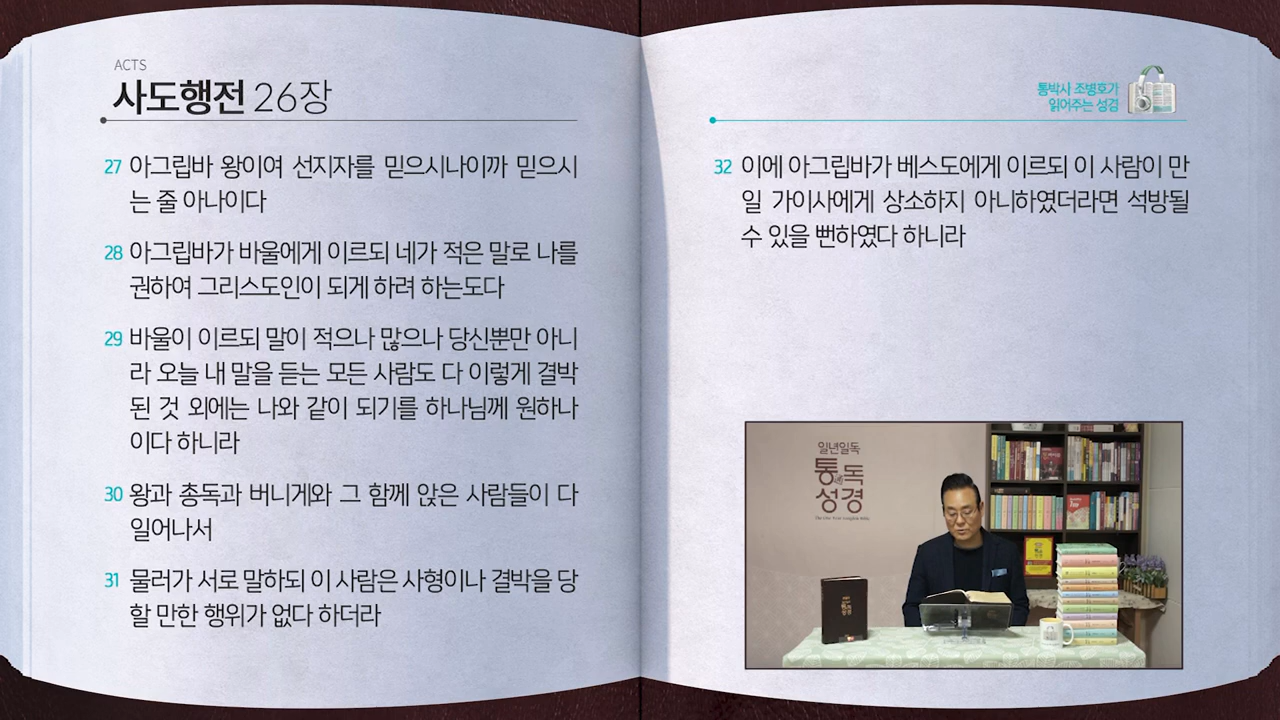 ACTS
사도행전 26장
27 아그립바 왕이여 선지자를 믿으시나이까 믿으시
는 줄 아나이다
28 아그립바가 바울에게 이르되 네가 적은 말로 나를
권하여 그리스도인이 되게 하려 하는도다
29 바울이 이르되 말이 적으나 많으나 당신뿐만 아니
라 오늘 내 말을 듣는 모든 사람도 다 이렇게 결박
된 것 외에는 나와 같이 되기를 하나님께 원하나
이다 하니라
30 왕과 총독과 버니게와 그 함께 앉은 사람들이 다
일어나서
31 물러가 서로 말하되 이 사람은 사형이나 결박을 당
할 만한 행위가 없다 하더라
통박사 조병호가
읽어주는 성경
32 이에 아그립바가 베스도에게 이르되 이 사람이 만
일 가이사에게 상소하지 아니하였더라면 석방될
수 있을 뻔하였다 하니라
일년일독
통독
성경